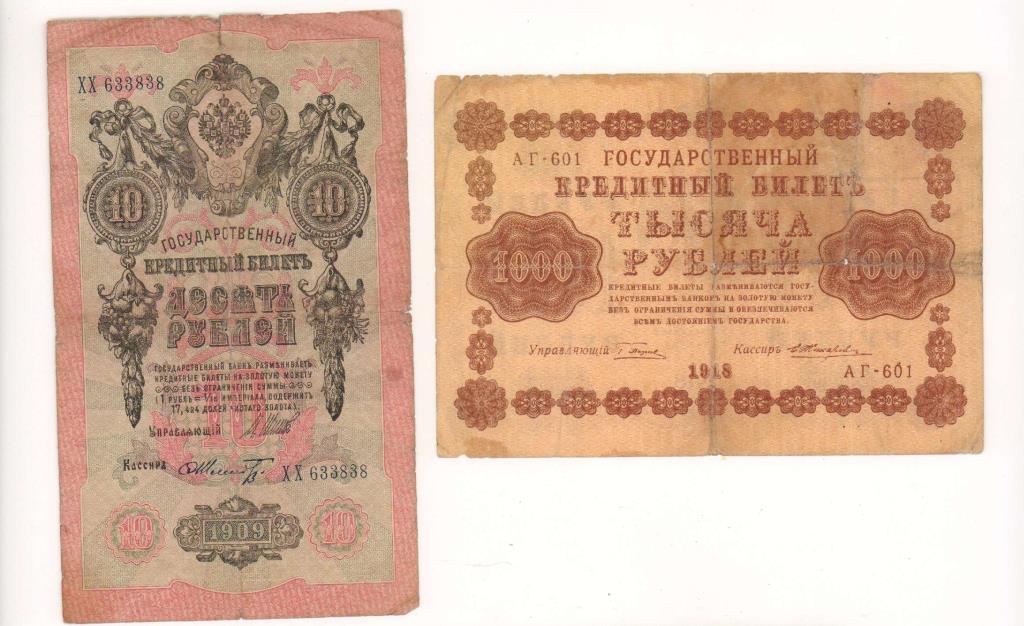 ХХ 633838
10 10
ГОСУДАРСТВЕННЫЙ
КРЕДИТНЫЙ БИЛЕТЪ
ДЕСЯТЬ
РУБЛЕЙ
ГОСУДАРСТВЕННЫЙ БАНКЪ РАЗМѢНИВАЕТЪ
КРЕДИТНЫЕ БИЛЕТЫ НА ЗОЛОТУЮ МОНЕТУ
БЕЗЪ ОГРАНИЧЕНІЯ СУММЫ
(1 РУБЛЬ = 1/15 ИМПЕРІАЛА, СОДЕРЖИТЪ
17,424 ДОЛЕЙ ЧИСТАГО ЗОЛОТА).
УПРАВЛЯЮЩІЙ
10
КАССИРЪ ХХ 633838
10 1909 10
АГ-601 ГОСУДАРСТВЕННЫЙ
КРЕДИТНЫЙ БИЛЕТЪ
ТЫСЯЧА
1000 РУБЛЕЙ 1000
КРЕДИТНЫЕ БИЛЕТЫ РАЗМѢНИВАЮТСЯ ГОСУ-
ДАРСТВЕННЫМЪ БАНКОМЪ НА ЗОЛОТУЮ МОНЕТУ
БЕЗЪ ОГРАНИЧЕНІЯ СУММЫ И ОБЕЗПЕЧИВАЮТСЯ
ВСѢМЪ ДОСТОЯНІЕМЪ ГОСУДАРСТВА.
Управляющій Кассиръ
1918 АГ-601